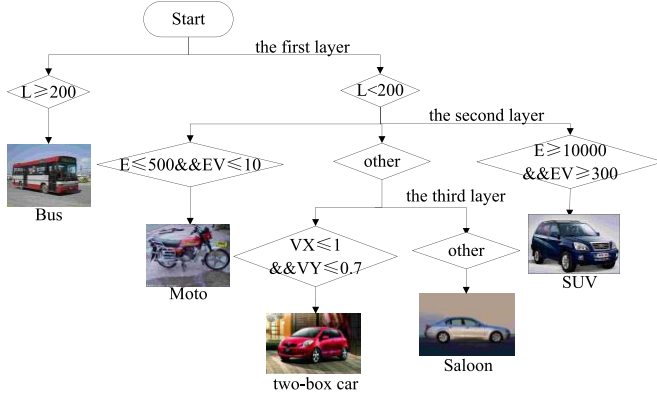 Start
the first layer
L≥200
L<200
the second layer
E≤500&&EV≤10
other
E≥10000
&&EV≥300
Bus
the third layer
VX≤1
&&VY≤0.7
other
Moto
SUV
Saloon
two-box car